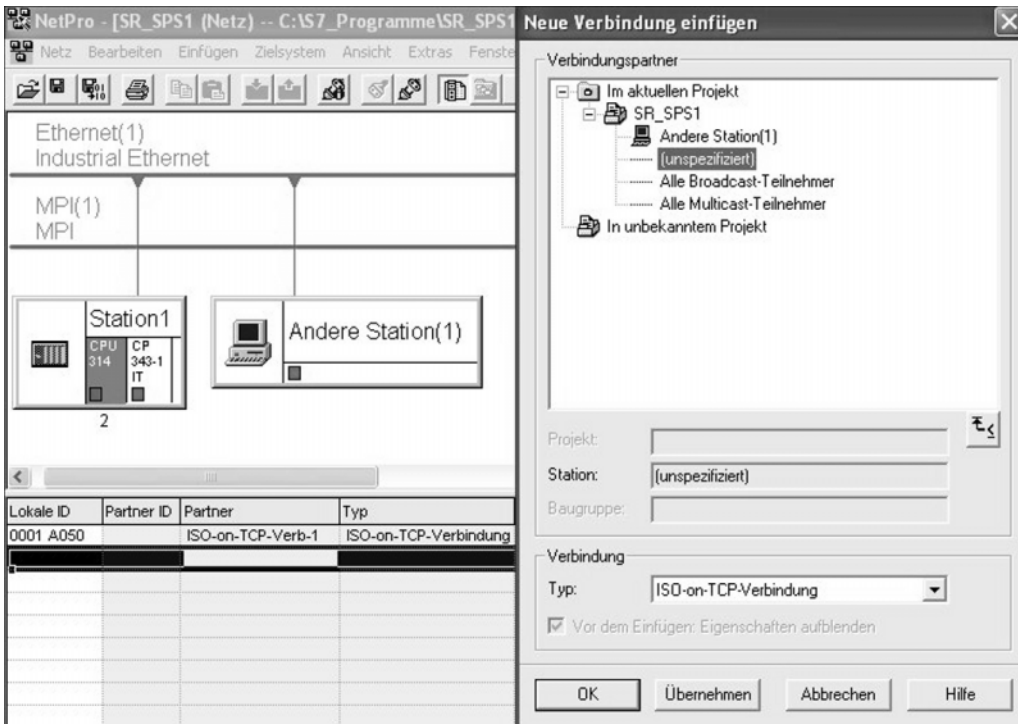 NetPro - [SR_SPS1 (Netz) -- C:\S7_Programme\SR_SPS1
Netz Bearbeiten Einfügen Zielsystem Ansicht Extras Fenste
Ethernet(1)
Industrial Ethernet
MPI(1)
MPI
Station1
CPU
314
CP
343-1
IT
2
Andere Station(1)
Lokale ID Partner ID Partner Typ
0001 A050 ISO-on-TCP-Verb-1 ISO-on-TCP-Verbindung
Neue Verbindung einfügen
Verbindungspartner
Im aktuellen Projekt
SR_SPS1
Andere Station(1)
(unspezifiziert)
Alle Broadcast-Teilnehmer
Alle Multicast-Teilnehmer
In unbekanntem Projekt
Projekt:
Station: (unspezifiziert)
Baugruppe:
Verbindung
Typ: ISO-on-TCP-Verbindung
Vor dem Einfügen: Eigenschaften aufblenden
OK Übernehmen Abbrechen Hilfe